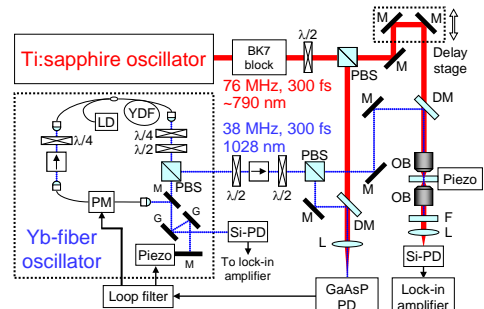 M
M
Ti:sapphire oscillator
BK7
block
λ/2
PBS
M
M
Delay
stage
76 MHz, 300 fs
~790 nm
YDF
LD
λ/4
λ/4
λ/2
38 MHz, 300 fs
1028 nm
DM
PBS
λ/2
λ/2
PBS
M
OB
Piezo
OB
PM
M
G
G
M
DM
F
L
Yb-fiber
oscillator
Si-PD
L
Si-PD
Piezo
M
To lock-in
amplifier
Loop filter
GaAsP
PD
Lock-in
amplifier